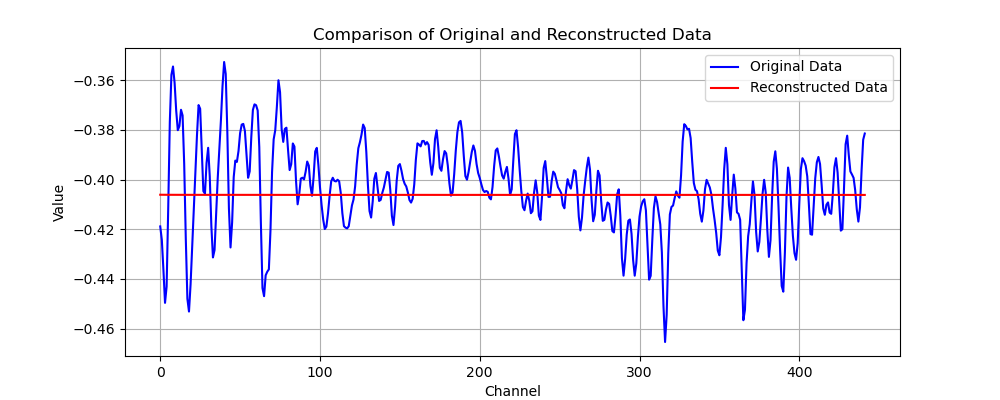 Comparison of Original and Reconstructed Data
Original Data
Reconstructed Data
−0.36
−0.38
−0.40
−0.42
−0.44
−0.46
Value
0 100 200 300 400
Channel